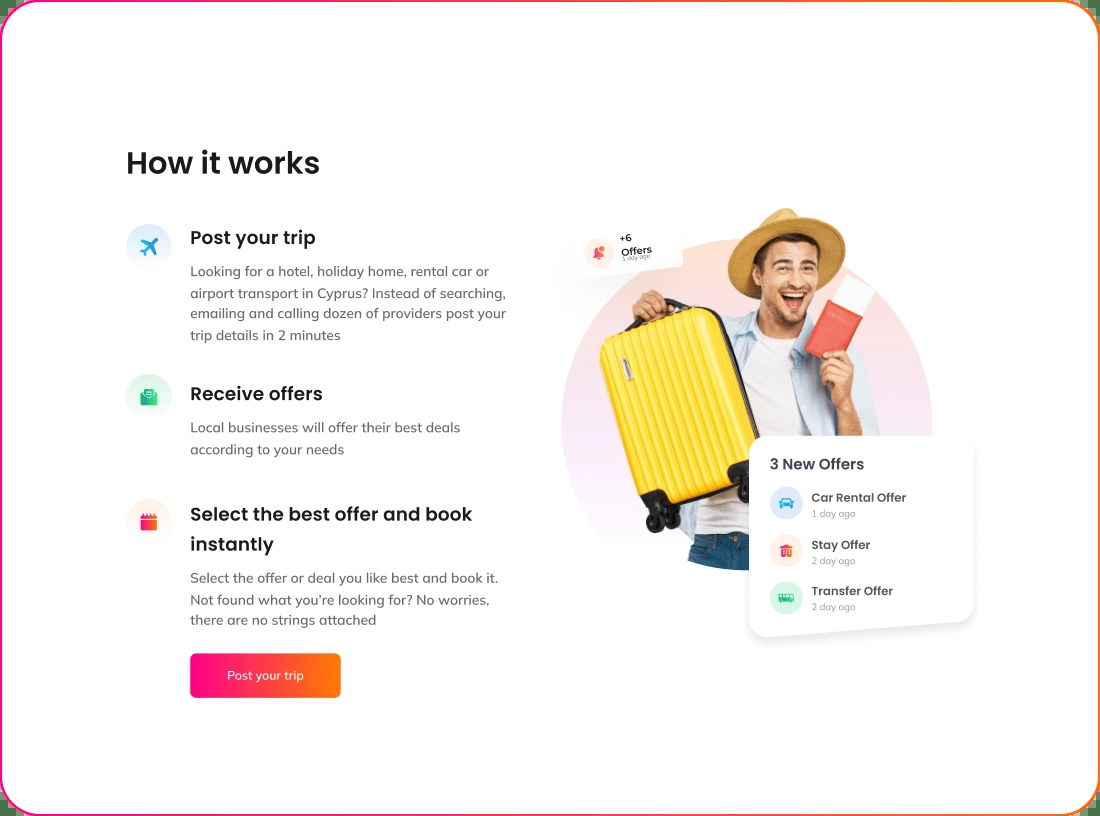 How it works
Post your trip
Looking for a hotel, holiday home, rental car or
airport transport in Cyprus? Instead of searching,
emailing and calling dozen of providers post your
trip details in 2 minutes
Receive offers
Local businesses will offer their best deals
according to your needs
Select the best offer and book
instantly
Select the offer or deal you like best and book it.
Not found what you're looking for? No worries,
there are no strings attached
Post your trip
+6
Offers
1 day ago
3 New Offers
Car Rental Offer
1 day ago
Stay Offer
2 day ago
Transfer Offer
2 day ago